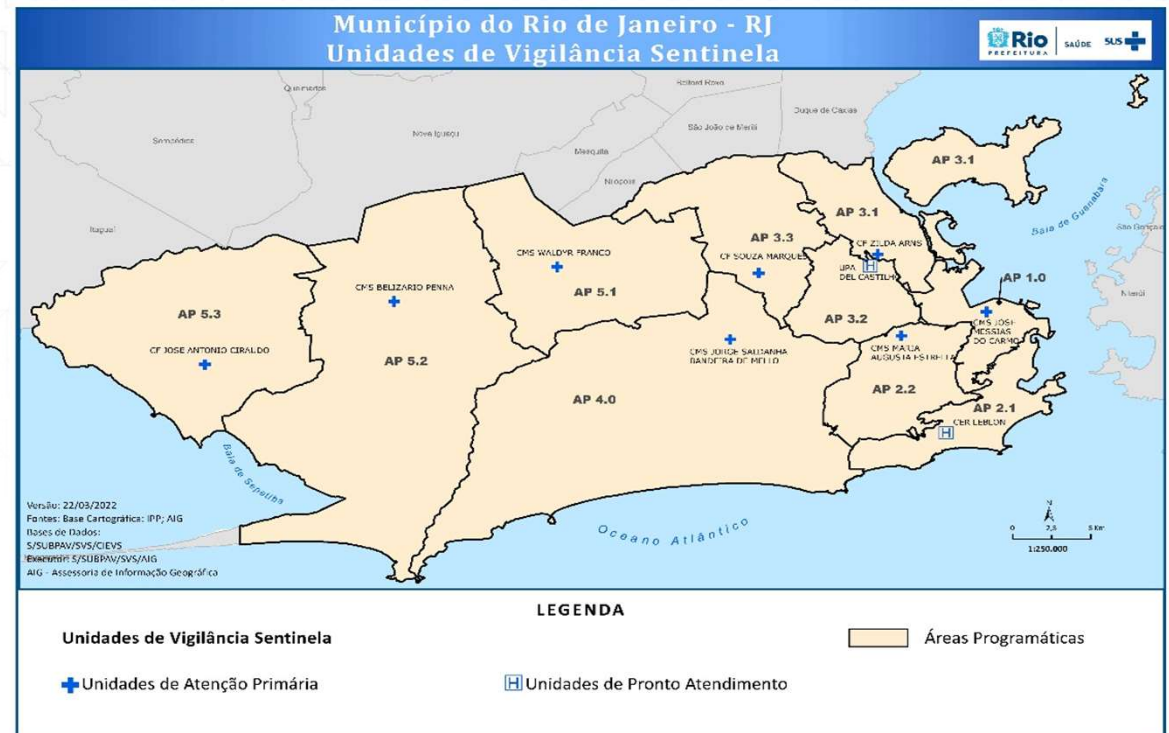 Município do Rio de Janeiro - RJ
Unidades de Vigilância Sentinela
Rio
PREFEITURA
SAÚDE
SUS
Queimados
Belford Roxo
Duque de Caxias
Seropédica
Nova Iguaçu
São João de Meriti
Mesquita
Nilópolis
Itaguaí
AP 3.1
Baía de Guanabara
São Gonçalo
AP 3.1
AP 3.3
CF ZILDA ARNS
CMS WALDYR FRANCO
CF SOUZA MARQUES
UPA
DEL CASTILHO
AP 1.0
CMS BELIZARIO PENNA
AP 5.1
Niterói
AP 5.3
AP 3.2
CMS JOSE
MESSIAS
DO CARMO
CF JOSE ANTONIO CIRAUDO
AP 5.2
CMS JORGE SALDANHA
BANDEIRA DE MELLO
CMS MARIA
AUGUSTA ESTRELLA
AP 4.0
AP 2.2
AP 2.1
CER LEBLON
Baía de Sepetiba
Oceano Atlântico
Versão: 22/03/2022
Fontes: Base Cartográfica: IPP; AIG
Bases de Dados:
S/SUBPAV/SVS/CIEVS
Executor: S/SUBPAV/SVS/AIG
AIG - Assessoria de Informação Geográfica
N
0 2,5 5 Km
1:250.000
LEGENDA
Unidades de Vigilância Sentinela
Áreas Programáticas
Unidades de Atenção Primária
H Unidades de Pronto Atendimento